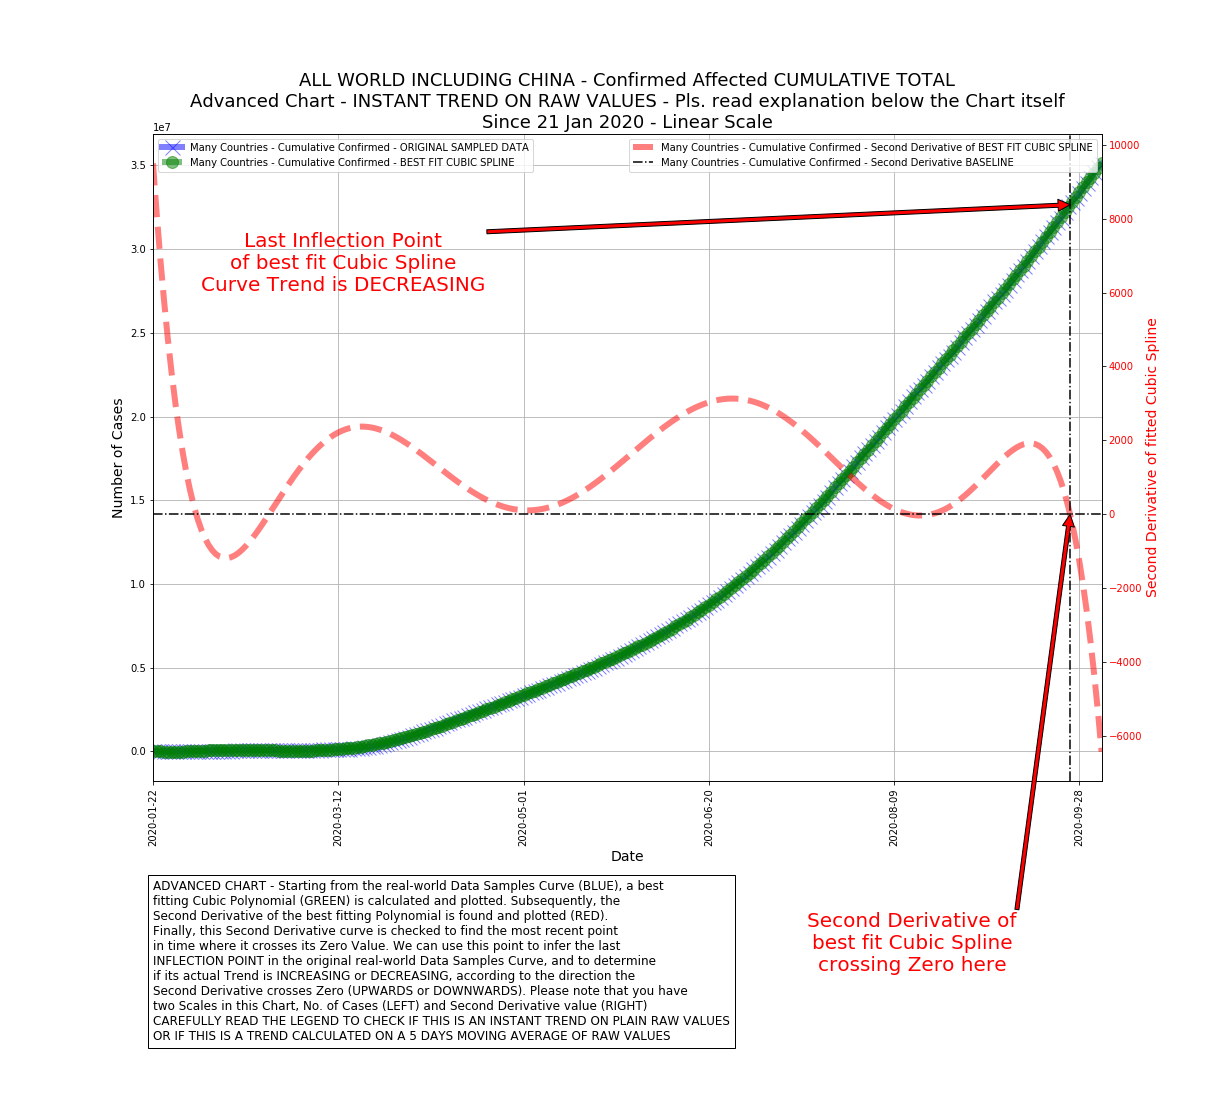 ALL WORLD INCLUDING CHINA - Confirmed Affected CUMULATIVE TOTAL
Advanced Chart - INSTANT TREND ON RAW VALUES - Pls. read explanation below the Chart itself
Since 21 Jan 2020 - Linear Scale
1e7
Many Countries - Cumulative Confirmed - ORIGINAL SAMPLED DATA
Many Countries - Cumulative Confirmed - BEST FIT CUBIC SPLINE
Many Countries - Cumulative Confirmed - Second Derivative of BEST FIT CUBIC SPLINE
Many Countries - Cumulative Confirmed - Second Derivative BASELINE
Last Inflection Point
of best fit Cubic Spline
Curve Trend is DECREASING
Number of Cases
3.5
3.0
2.5
2.0
1.5
1.0
0.5
0.0
10000
8000
6000
4000
2000
0
−2000
−4000
−6000
Second Derivative of fitted Cubic Spline
2020-01-22
2020-03-12
2020-05-01
2020-06-20
2020-08-09
2020-09-28
Date
ADVANCED CHART - Starting from the real-world Data Samples Curve (BLUE), a best
fitting Cubic Polynomial (GREEN) is calculated and plotted. Subsequently, the
Second Derivative of the best fitting Polynomial is found and plotted (RED).
Finally, this Second Derivative curve is checked to find the most recent point
in time where it crosses its Zero Value. We can use this point to infer the last
INFLECTION POINT in the original real-world Data Samples Curve, and to determine
if its actual Trend is INCREASING or DECREASING, according to the direction the
Second Derivative crosses Zero (UPWARDS or DOWNWARDS). Please note that you have
two Scales in this Chart, No. of Cases (LEFT) and Second Derivative value (RIGHT)
CAREFULLY READ THE LEGEND TO CHECK IF THIS IS AN INSTANT TREND ON PLAIN RAW VALUES
OR IF THIS IS A TREND CALCULATED ON A 5 DAYS MOVING AVERAGE OF RAW VALUES
Second Derivative of
best fit Cubic Spline
crossing Zero here